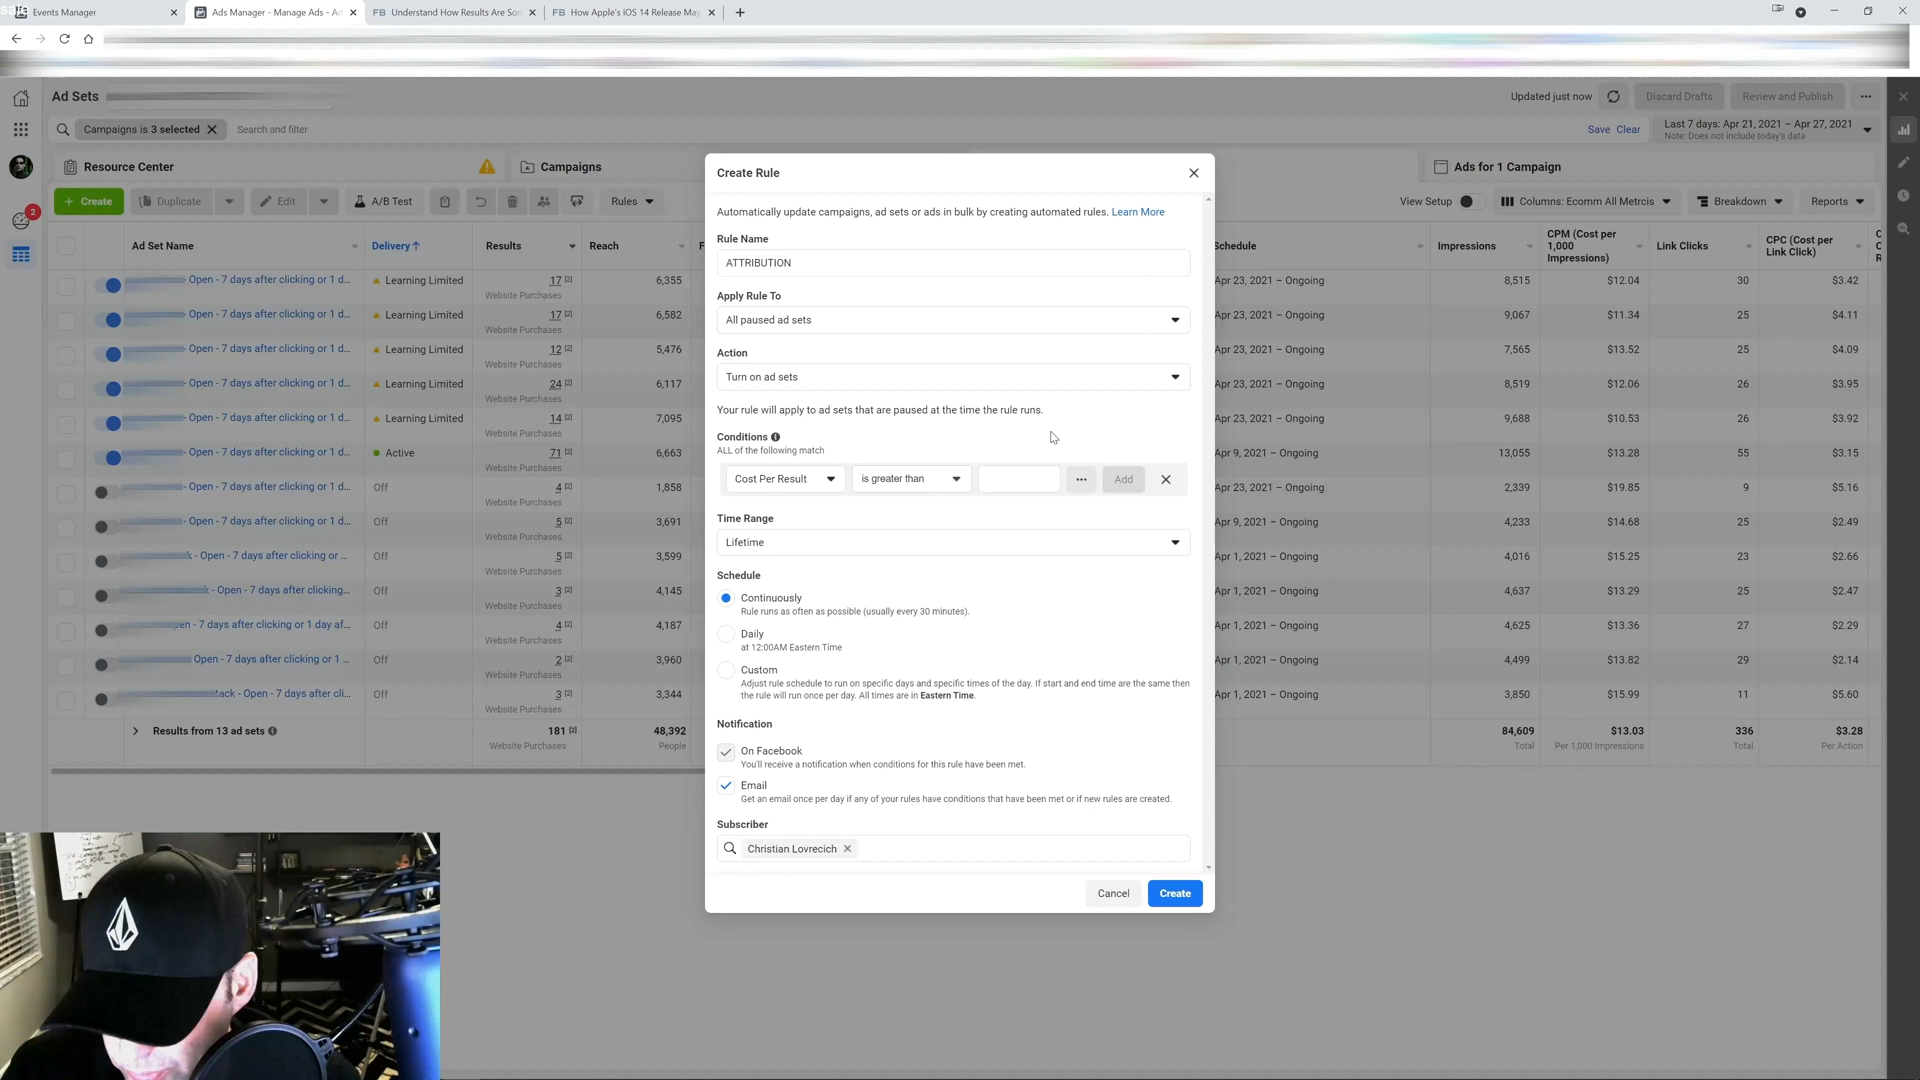 Events Manager
Ads Manager - Manage Ads - Ad
FB Understand How Results Are Som
FB How Apple's iOS 14 Release May
Ad Sets
Updated just now
Discard Drafts
Review and Publish
Campaigns is 3 selected
Search and filter
Save Clear
Last 7 days: Apr 21, 2021 – Apr 27, 2021
Note: Does not include today's data
Resource Center
Campaigns
Ads for 1 Campaign
+ Create
Duplicate
Edit
A/B Test
Rules
View Setup
Columns: Ecomm All Metrcis
Breakdown
Reports
2
Ad Set Name
Delivery↑
Results
Reach
Schedule
Impressions
CPM (Cost per 1,000 Impressions)
Link Clicks
CPC (Cost per Link Click)
- Open - 7 days after clicking or 1 d... Learning Limited 17 [2] 6,355 Apr 23, 2021 – Ongoing 8,515 $12.04 30 $3.42
Website Purchases
- Open - 7 days after clicking or 1 d... Learning Limited 17 [2] 6,582 Apr 23, 2021 – Ongoing 9,067 $11.34 25 $4.11
Website Purchases
- Open - 7 days after clicking or 1 d... Learning Limited 12 [2] 5,476 Apr 23, 2021 – Ongoing 7,565 $13.52 25 $4.09
Website Purchases
- Open - 7 days after clicking or 1 d... Learning Limited 24 [2] 6,117 Apr 23, 2021 – Ongoing 8,519 $12.06 26 $3.95
Website Purchases
- Open - 7 days after clicking or 1 d... Learning Limited 14 [2] 7,095 Apr 23, 2021 – Ongoing 9,688 $10.53 26 $3.92
Website Purchases
- Open - 7 days after clicking or 1 d... Active 71 [2] 6,663 Apr 9, 2021 – Ongoing 13,055 $13.28 55 $3.15
Website Purchases
- Open - 7 days after clicking or 1 d... Off 4 [2] 1,858 Apr 23, 2021 – Ongoing 2,339 $19.85 9 $5.16
Website Purchases
- Open - 7 days after clicking or 1 d... Off 5 [2] 3,691 Apr 9, 2021 – Ongoing 4,233 $14.68 25 $2.49
Website Purchases
k - Open - 7 days after clicking or ... Off 5 [2] 3,599 Apr 1, 2021 – Ongoing 4,016 $15.25 23 $2.66
Website Purchases
k - Open - 7 days after clicking... Off 3 [2] 4,145 Apr 1, 2021 – Ongoing 4,637 $13.29 25 $2.47
Website Purchases
pen - 7 days after clicking or 1 day af... Off 4 [2] 4,187 Apr 1, 2021 – Ongoing 4,625 $13.36 27 $2.29
Website Purchases
Open - 7 days after clicking or 1 ... Off 2 [2] 3,960 Apr 1, 2021 – Ongoing 4,499 $13.82 29 $2.14
Website Purchases
tack - Open - 7 days after cli... Off 3 [2] 3,344 Apr 1, 2021 – Ongoing 3,850 $15.99 11 $5.60
Website Purchases
Results from 13 ad sets 181 [2] 48,392 84,609 $13.03 336 $3.28
Website Purchases People Total Per 1,000 Impressions Total Per Action
Create Rule
Automatically update campaigns, ad sets or ads in bulk by creating automated rules. Learn More
Rule Name
ATTRIBUTION
Apply Rule To
All paused ad sets
Action
Turn on ad sets
Your rule will apply to ad sets that are paused at the time the rule runs.
Conditions
ALL of the following match
Cost Per Result
is greater than
Add
Time Range
Lifetime
Schedule
Continuously
Rule runs as often as possible (usually every 30 minutes).
Daily
at 12:00AM Eastern Time
Custom
Adjust rule schedule to run on specific days and specific times of the day. If start and end time are the same then
the rule will run once per day. All times are in Eastern Time.
Notification
On Facebook
You'll receive a notification when conditions for this rule have been met.
Email
Get an email once per day if any of your rules have conditions that have been met or if new rules are created.
Subscriber
Christian Lovrecich
Cancel
Create